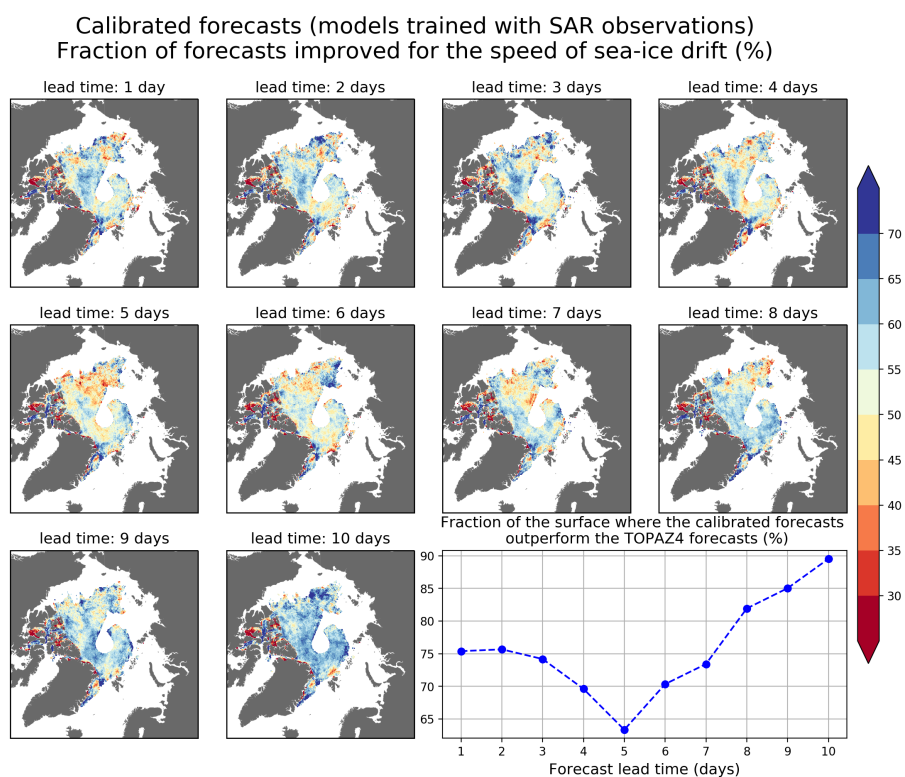 Calibrated forecasts (models trained with SAR observations)
Fraction of forecasts improved for the speed of sea-ice drift (%)
lead time: 1 day
lead time: 2 days
lead time: 3 days
lead time: 4 days
lead time: 5 days
lead time: 6 days
lead time: 7 days
lead time: 8 days
lead time: 9 days
lead time: 10 days
70
65
60
55
50
45
40
35
30
Fraction of the surface where the calibrated forecasts
outperform the TOPAZ4 forecasts (%)
90
85
80
75
70
65
1 2 3 4 5 6 7 8 9 10
Forecast lead time (days)